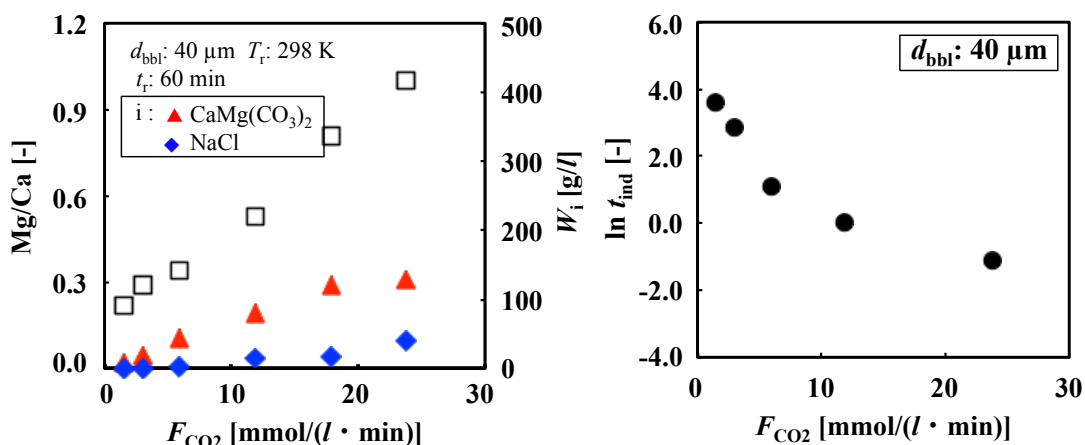 1.2
0.9
0.6
0.3
0.0
Mg/Ca [-]
d_bbl: 40 µm T_r: 298 K
t_r: 60 min
i : ▲ CaMg(CO₃)₂
◆ NaCl
500
400
300
200
100
0
W_i [g/l]
0 10 20 30
F_CO2 [mmol/(l・min)]
6.0
4.0
2.0
0.0
-2.0
-4.0
ln t_ind [-]
d_bbl: 40 µm
0 10 20 30
F_CO2 [mmol/(l・min)]